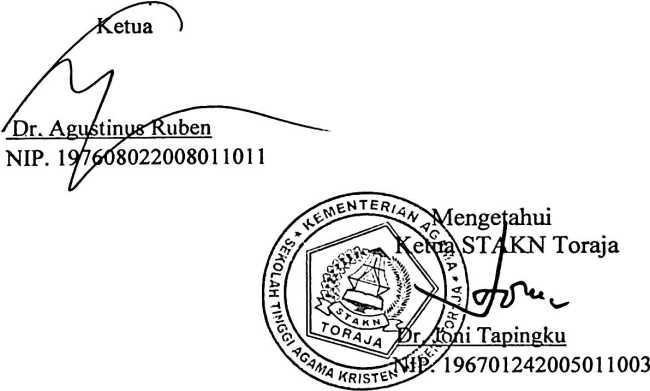 Ketua
Dr. Agustinus Ruben
NIP. 197608022008011011
Mengetahui
Ketua STAKN Toraja
KEMENTERIAN AGAMA
SEKOLAH TINGGI AGAMA KRISTEN NEGERI TORAJA
STAKN
TORAJA
Dr. Joni Tapingku
NIP. 196701242005011003